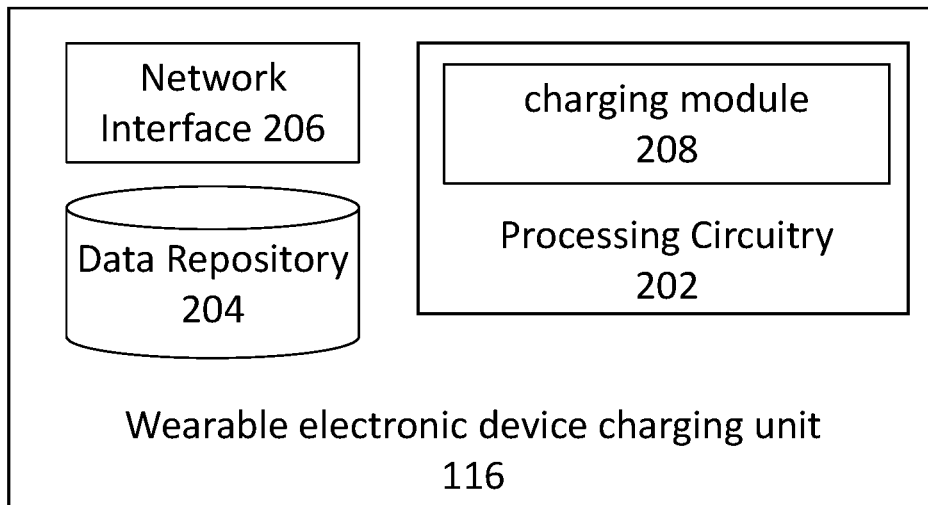 Network
Interface 206
charging module
208
Data Repository
204
Processing Circuitry
202
Wearable electronic device charging unit
116